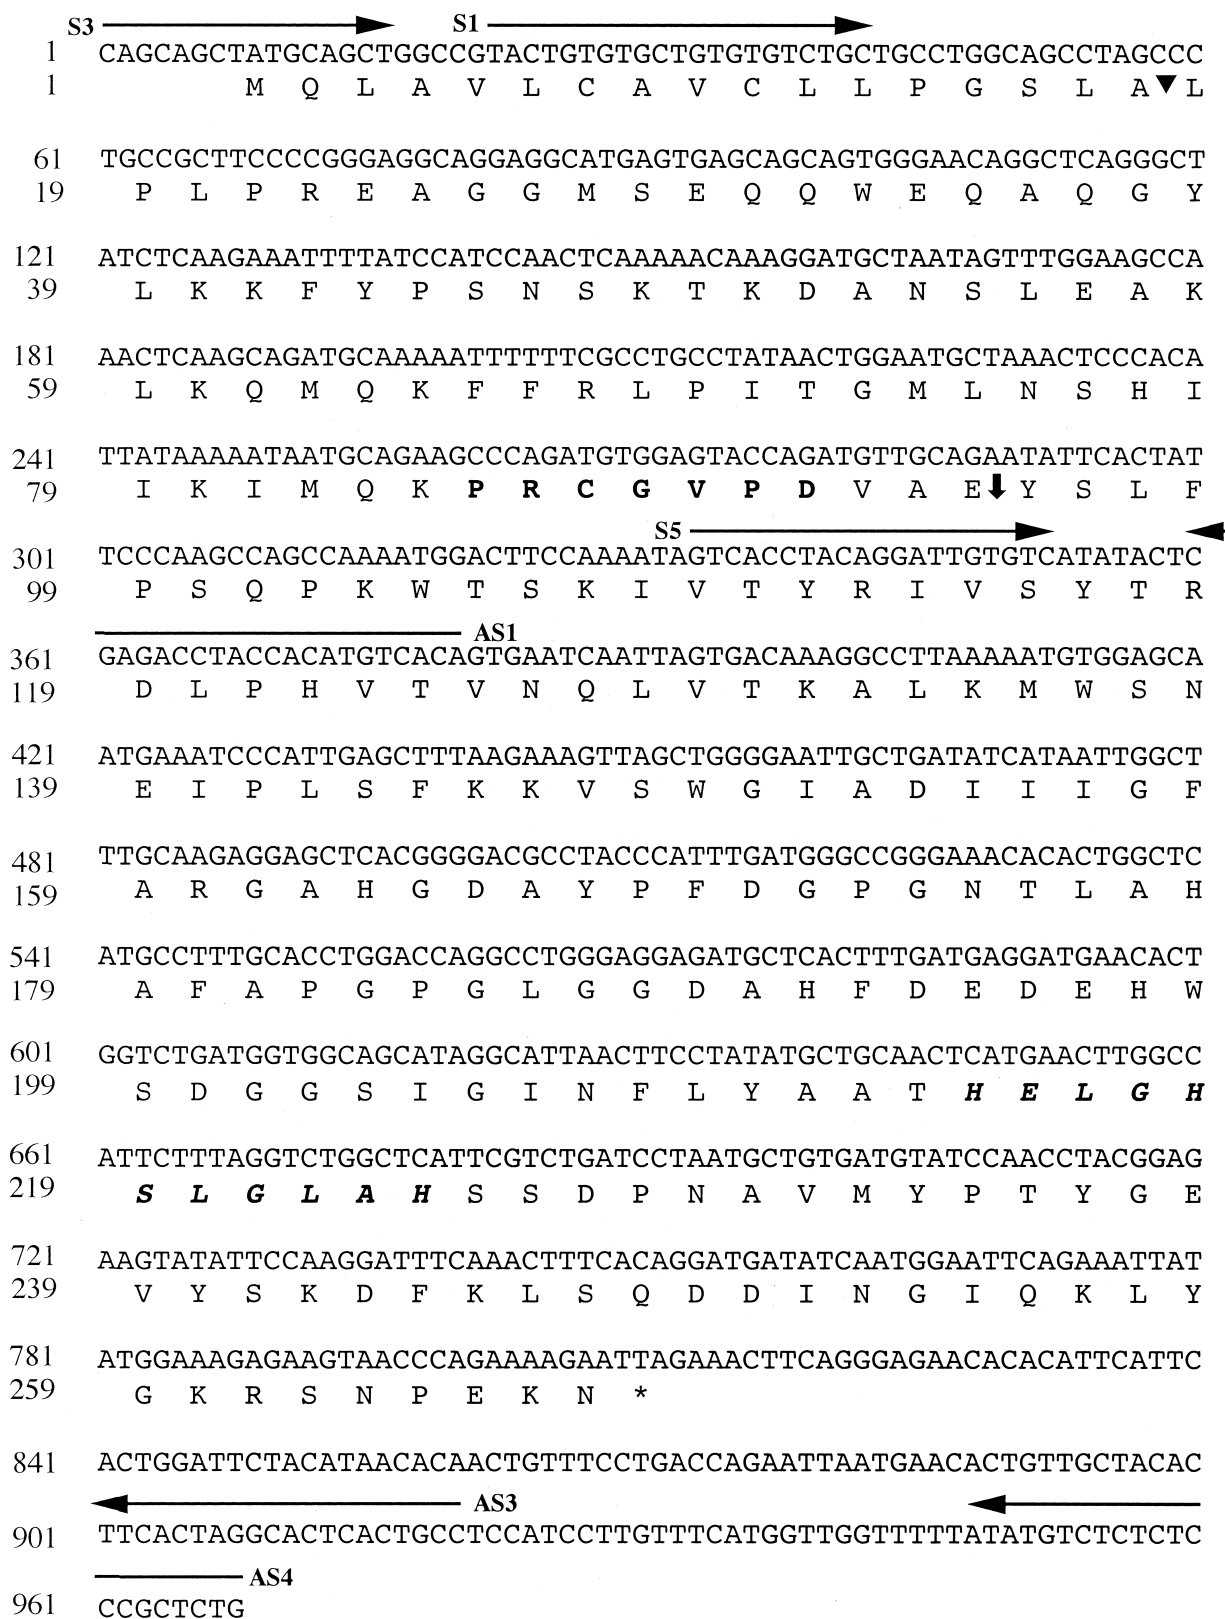 S3 S1
1 CAGCAGCTATGCAGCTGGCCGTACTGTGTGCTGTGTGTCTGCTGCCTGGCAGCCTAGCCC
1 M Q L A V L C A V C L L P G S L A L
61 TGCCGCTTCCCCGGGAGGCAGGAGGCATGAGTGAGCAGCAGTGGGAACAGGCTCAGGGCT
19 P L P R E A G G M S E Q Q W E Q A Q G Y
121 ATCTCAAGAAATTTTATCCATCCAACTCAAAAACAAAGGATGCTAATAGTTTGGAAGCCA
39 L K K F Y P S N S K T K D A N S L E A K
181 AACTCAAGCAGATGCAAAAATTTTTTCGCCTGCCTATAACTGGAATGCTAAACTCCCACA
59 L K Q M Q K F F R L P I T G M L N S H I
241 TTATAAAAATAATGCAGAAGCCCAGATGTGGAGTACCAGATGTTGCAGAATATTCACTAT
79 I K I M Q K P R C G V P D V A E Y S L F
S5
301 TCCCAAGCCAGCCAAAATGGACTTCCAAAATAGTCACCTACAGGATTGTGTCATATACTC
99 P S Q P K W T S K I V T Y R I V S Y T R
AS1
361 GAGACCTACCACATGTCACAGTGAATCAATTAGTGACAAAGGCCTTAAAAATGTGGAGCA
119 D L P H V T V N Q L V T K A L K M W S N
421 ATGAAATCCCATTGAGCTTTAAGAAAGTTAGCTGGGGAATTGCTGATATCATAATTGGCT
139 E I P L S F K K V S W G I A D I I I G F
481 TTGCAAGAGGAGCTCACGGGGACGCCTACCCATTTGATGGGCCGGGAAACACACTGGCTC
159 A R G A H G D A Y P F D G P G N T L A H
541 ATGCCTTTGCACCTGGACCAGGCCTGGGAGGAGATGCTCACTTTGATGAGGATGAACACT
179 A F A P G P G L G G D A H F D E D E H W
601 GGTCTGATGGTGGCAGCATAGGCATTAACTTCCTATATGCTGCAACTCATGAACTTGGCC
199 S D G G S I G I N F L Y A A T H E L G H
661 ATTCTTTAGGTCTGGCTCATTCGTCTGATCCTAATGCTGTGATGTATCCAACCTACGGAG
219 S L G L A H S S D P N A V M Y P T Y G E
721 AAGTATATTCCAAGGATTTCAAACTTTCACAGGATGATATCAATGGAATTCAGAAATTAT
239 V Y S K D F K L S Q D D I N G I Q K L Y
781 ATGGAAAGAGAAGTAACCCAGAAAAGAATTAGAAACTTCAGGGAGAACACACATTCATTC
259 G K R S N P E K N *
841 ACTGGATTCTACATAACACAACTGTTTCCTGACCAGAATTAATGAACACTGTTGCTACAC
AS3
901 TTCACTAGGCACTCACTGCCTCCATCCTTGTTTCATGGTTGGTTTTTATATGTCTCTCTC
AS4
961 CCGCTCTG